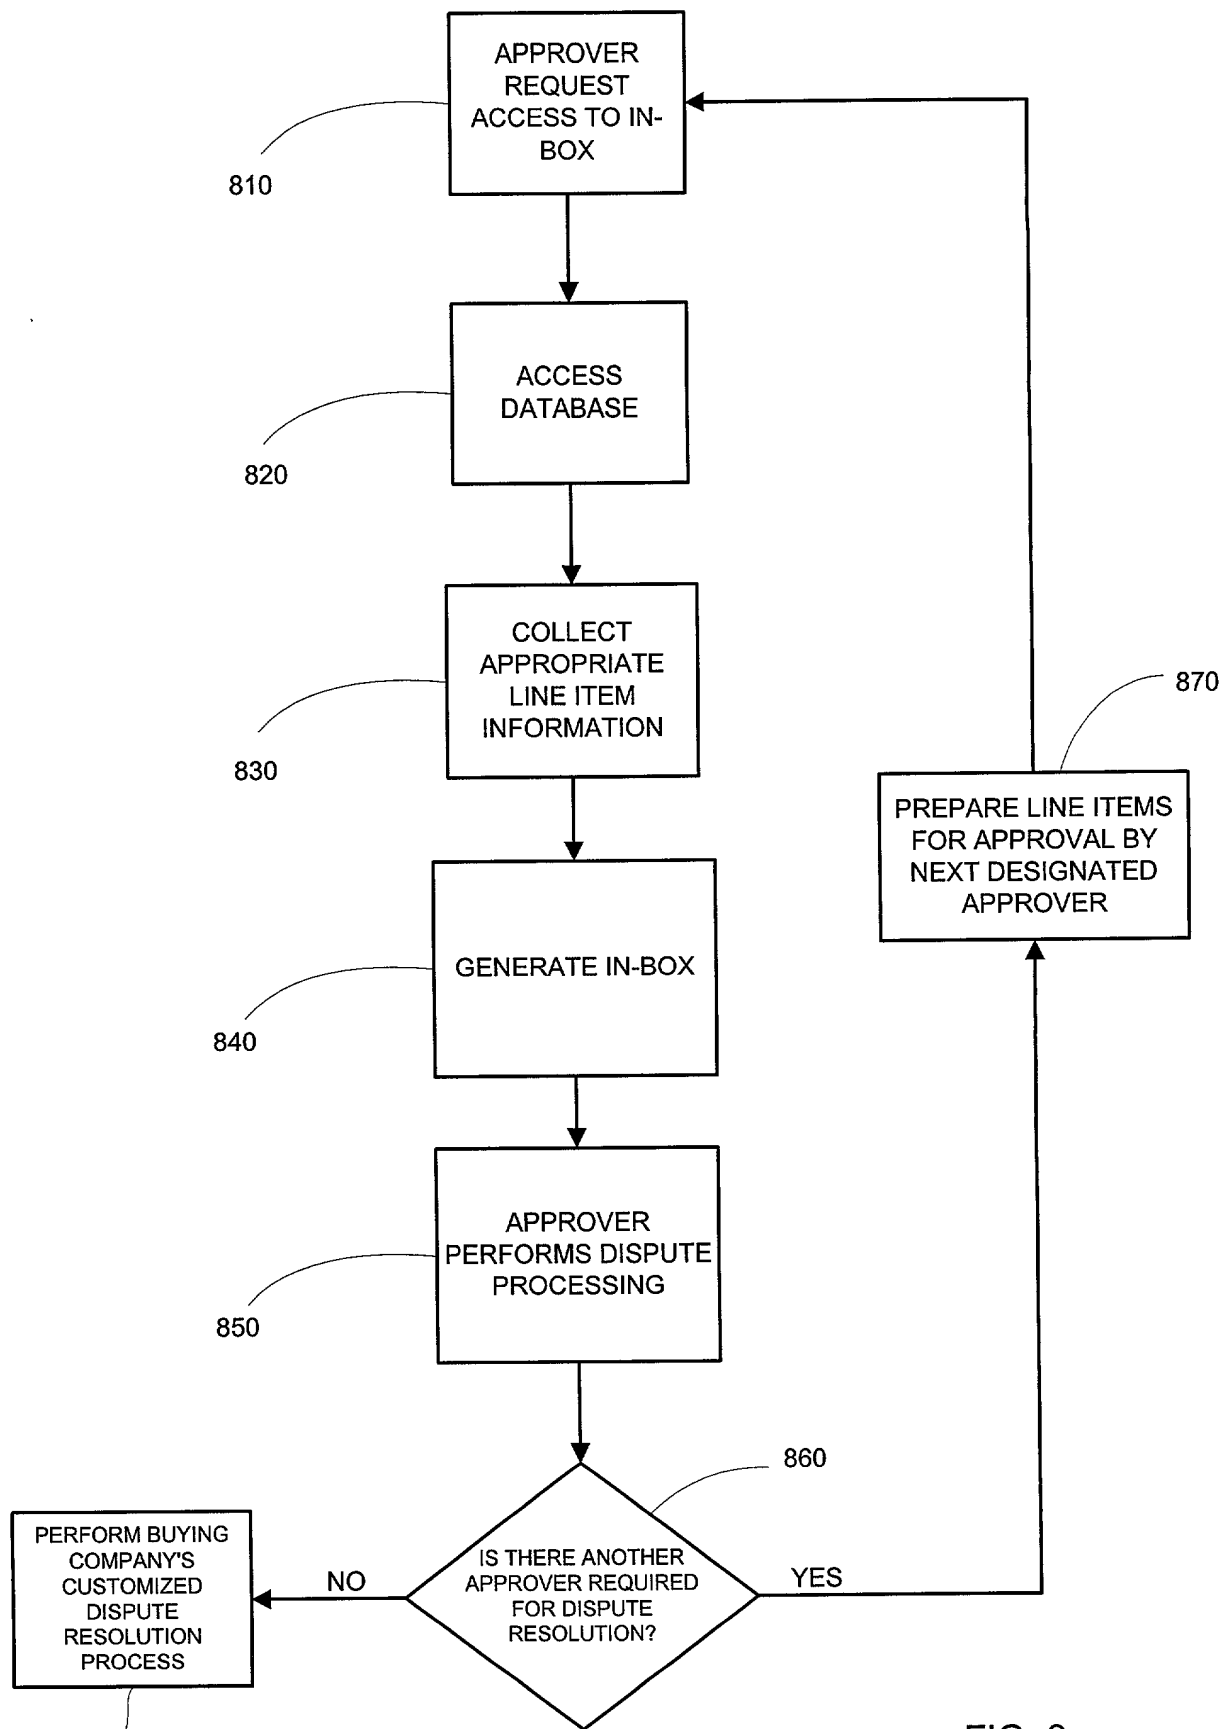 APPROVER
REQUEST
ACCESS TO IN-
BOX
810
ACCESS
DATABASE
820
COLLECT
APPROPRIATE
LINE ITEM
INFORMATION
830
870
PREPARE LINE ITEMS
FOR APPROVAL BY
NEXT DESIGNATED
APPROVER
GENERATE IN-BOX
840
APPROVER
PERFORMS DISPUTE
PROCESSING
850
860
IS THERE ANOTHER
APPROVER REQUIRED
FOR DISPUTE
RESOLUTION?
YES
NO
PERFORM BUYING
COMPANY'S
CUSTOMIZED
DISPUTE
RESOLUTION
PROCESS